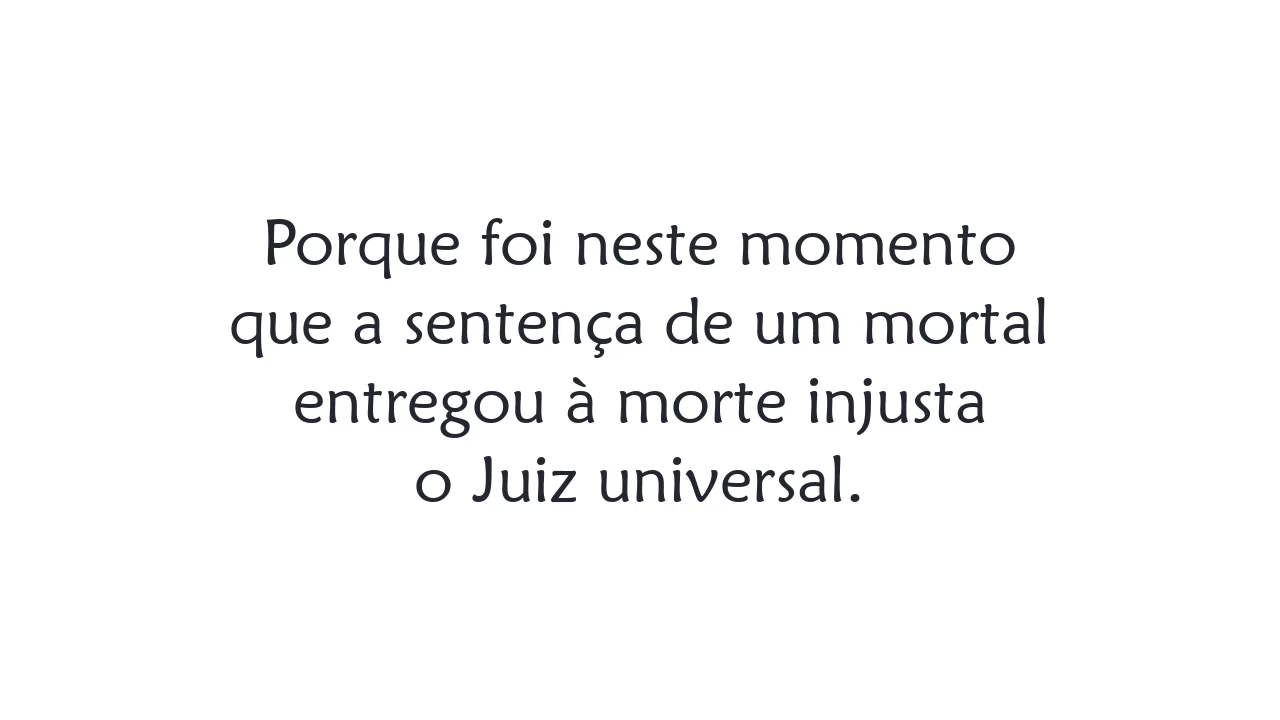 Porque foi neste momento
que a sentença de um mortal
entregou à morte injusta
o Juiz universal.